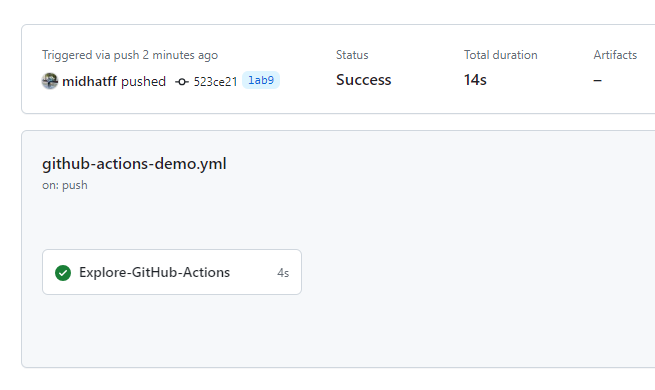 Triggered via push 2 minutes ago
midhatff pushed 523ce21 lab9
Status
Success
Total duration
14s
Artifacts
–
github-actions-demo.yml
on: push
Explore-GitHub-Actions 4s